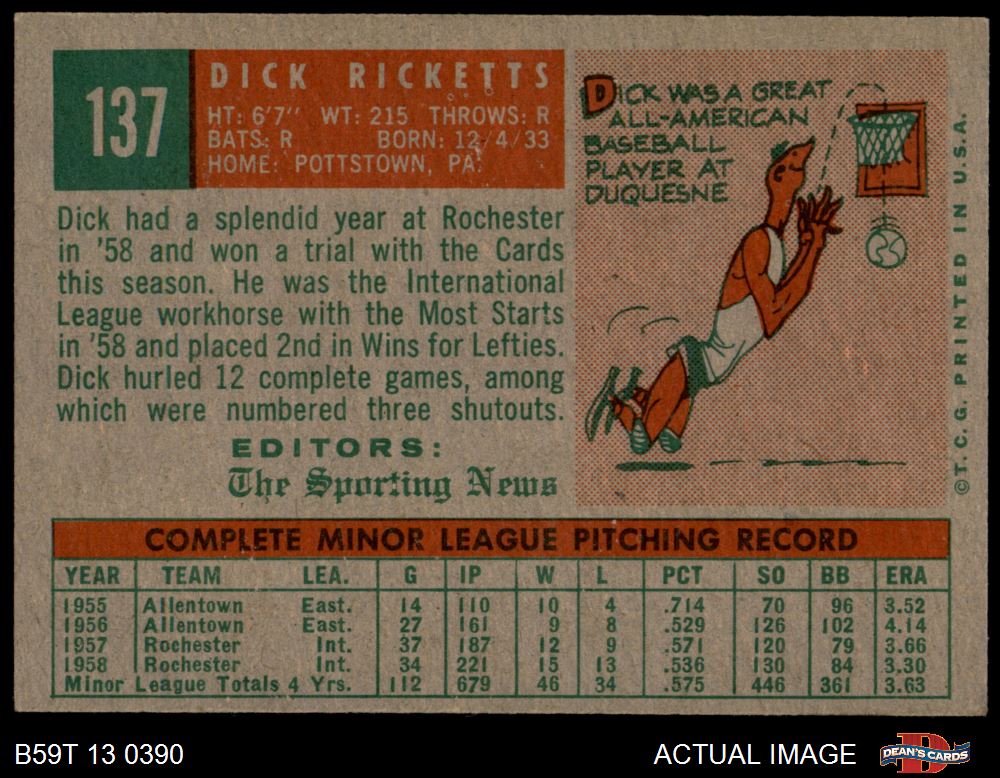 137
DICK RICKETTS
HT: 6'7" WT: 215 THROWS: R
BATS: R BORN: 12/4/33
HOME: POTTSTOWN, PA.
Dick had a splendid year at Rochester
in '58 and won a trial with the Cards
this season. He was the International
League workhorse with the Most Starts
in '58 and placed 2nd in Wins for Lefties.
Dick hurled 12 complete games, among
which were numbered three shutouts.
EDITORS:
The Sporting News
DICK WAS A GREAT
ALL-AMERICAN
BASEBALL
PLAYER AT
DUQUESNE
©T.C.G. PRINTED IN U.S.A.
COMPLETE MINOR LEAGUE PITCHING RECORD
YEAR TEAM LEA. G IP W L PCT SO BB ERA
1955 Allentown East. 14 110 10 4 .714 70 96 3.52
1956 Allentown East. 27 161 9 8 .529 126 102 4.14
1957 Rochester Int. 37 187 12 9 .571 120 79 3.66
1958 Rochester Int. 34 221 15 13 .536 130 84 3.30
Minor League Totals 4 Yrs. 112 679 46 34 .575 446 361 3.63
B59T 13 0390
ACTUAL IMAGE
DEAN'S CARDS